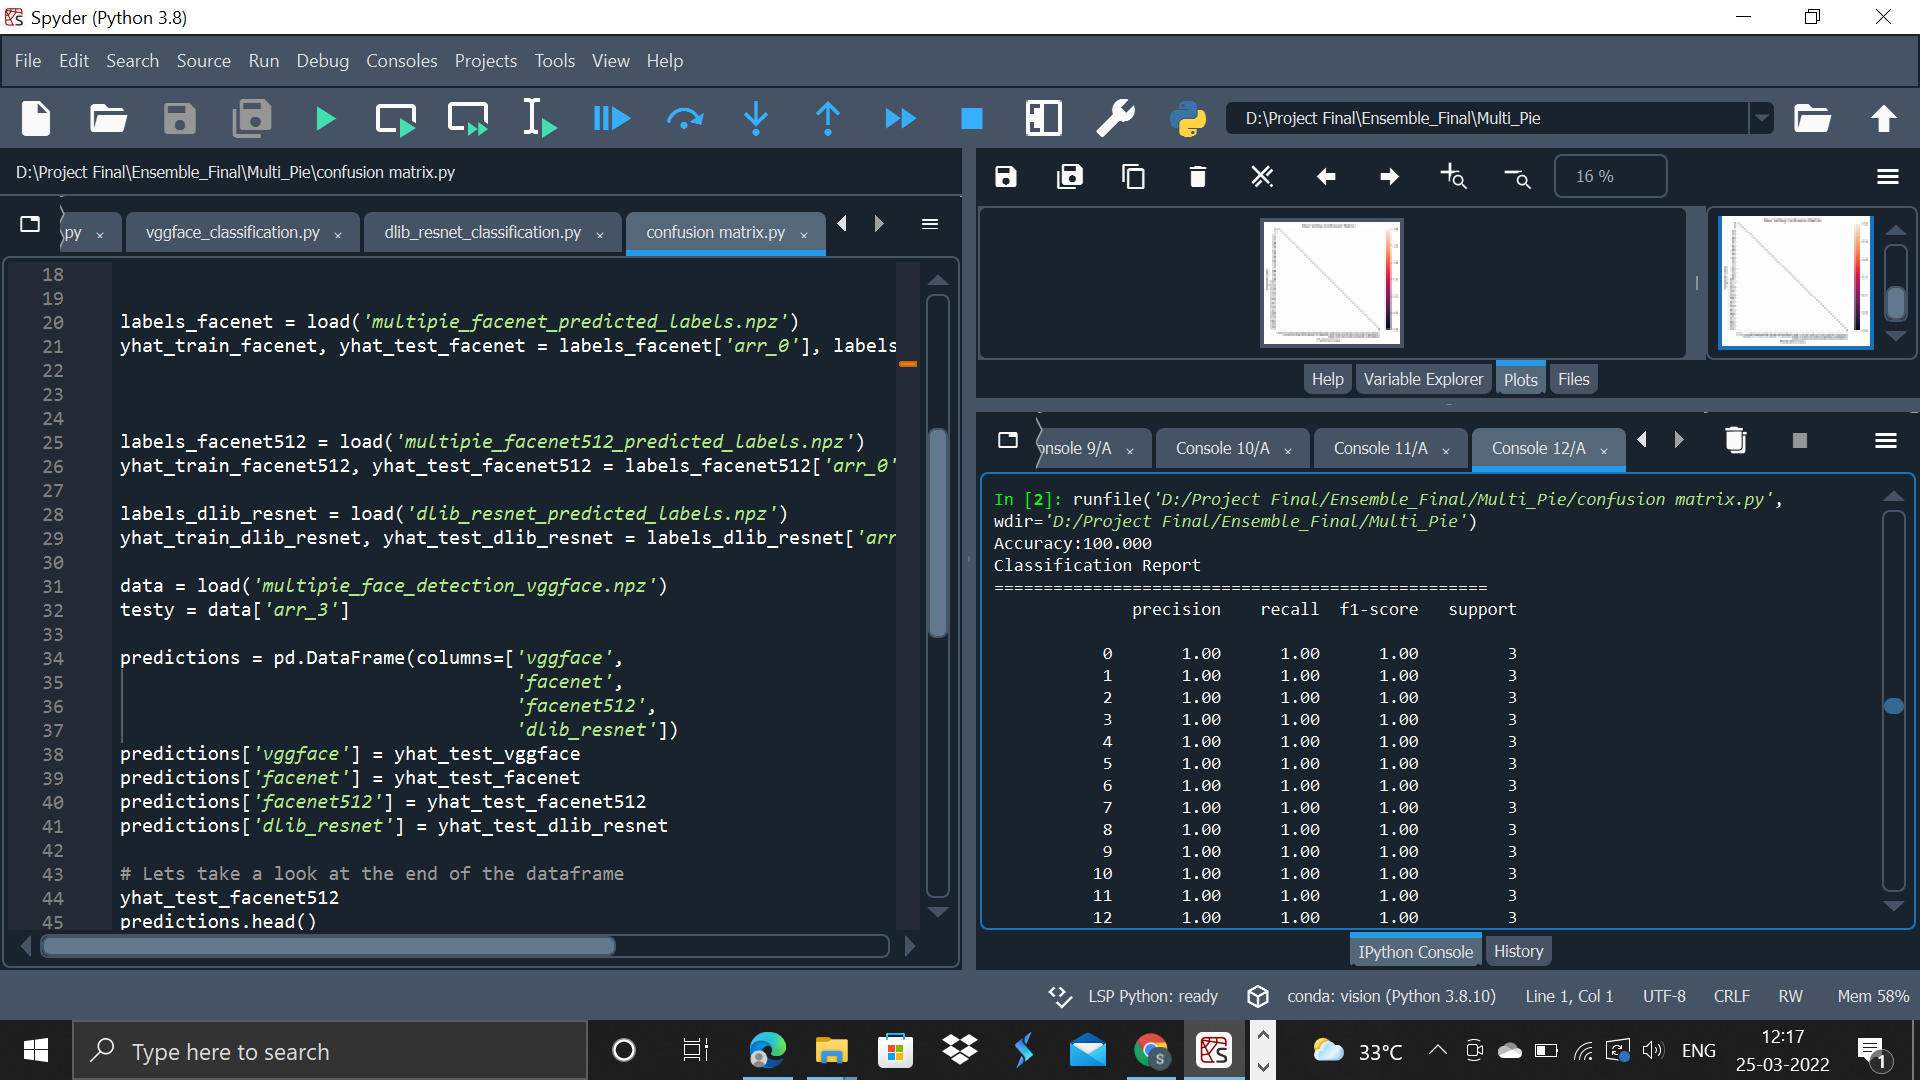 Spyder (Python 3.8)
File Edit Search Source Run Debug Consoles Projects Tools View Help
D:\Project Final\Ensemble_Final\Multi_Pie
D:\Project Final\Ensemble_Final\Multi_Pie\confusion matrix.py
py vggface_classification.py dlib_resnet_classification.py confusion matrix.py
18
19
20 labels_facenet = load('multipie_facenet_predicted_labels.npz')
21 yhat_train_facenet, yhat_test_facenet = labels_facenet['arr_0'], labels
22
23
24
25 labels_facenet512 = load('multipie_facenet512_predicted_labels.npz')
26 yhat_train_facenet512, yhat_test_facenet512 = labels_facenet512['arr_0'
27
28 labels_dlib_resnet = load('dlib_resnet_predicted_labels.npz')
29 yhat_train_dlib_resnet, yhat_test_dlib_resnet = labels_dlib_resnet['arr
30
31 data = load('multipie_face_detection_vggface.npz')
32 testy = data['arr_3']
33
34 predictions = pd.DataFrame(columns=['vggface',
35 'facenet',
36 'facenet512',
37 'dlib_resnet'])
38 predictions['vggface'] = yhat_test_vggface
39 predictions['facenet'] = yhat_test_facenet
40 predictions['facenet512'] = yhat_test_facenet512
41 predictions['dlib_resnet'] = yhat_test_dlib_resnet
42
43 # Lets take a look at the end of the dataframe
44 yhat_test_facenet512
45 predictions.head()
16 %
Help Variable Explorer Plots Files
onsole 9/A Console 10/A Console 11/A Console 12/A
In [2]: runfile('D:/Project Final/Ensemble_Final/Multi_Pie/confusion matrix.py',
wdir='D:/Project Final/Ensemble_Final/Multi_Pie')
Accuracy:100.000
Classification Report
==================================================
precision recall f1-score support
0 1.00 1.00 1.00 3
1 1.00 1.00 1.00 3
2 1.00 1.00 1.00 3
3 1.00 1.00 1.00 3
4 1.00 1.00 1.00 3
5 1.00 1.00 1.00 3
6 1.00 1.00 1.00 3
7 1.00 1.00 1.00 3
8 1.00 1.00 1.00 3
9 1.00 1.00 1.00 3
10 1.00 1.00 1.00 3
11 1.00 1.00 1.00 3
12 1.00 1.00 1.00 3
IPython Console History
LSP Python: ready conda: vision (Python 3.8.10) Line 1, Col 1 UTF-8 CRLF RW Mem 58%
Type here to search
33°C ENG
12:17
25-03-2022
1